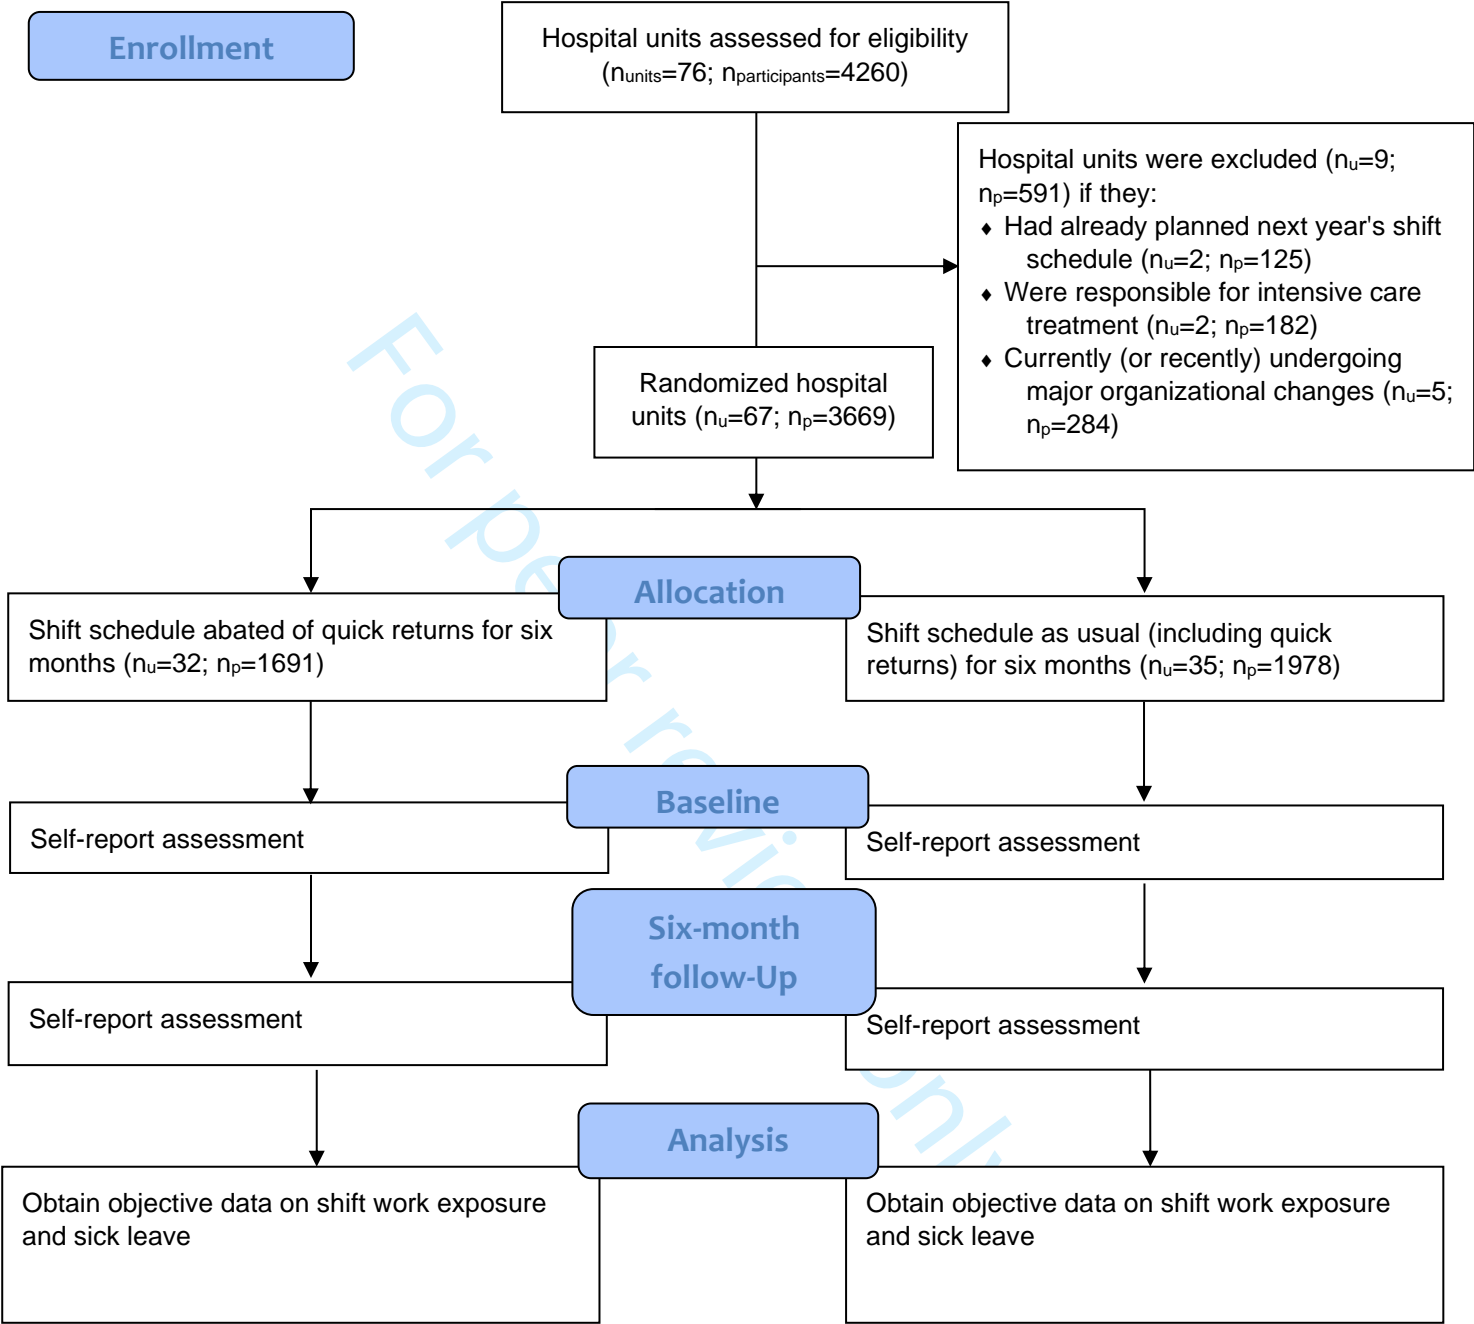 Enrollment
Hospital units assessed for eligibility
(nunits=76; nparticipants=4260)
Hospital units were excluded (nu=9;
np=591) if they:
♦ Had already planned next year's shift
schedule (nu=2; np=125)
♦ Were responsible for intensive care
treatment (nu=2; np=182)
♦ Currently (or recently) undergoing
major organizational changes (nu=5;
np=284)
Randomized hospital
units (nu=67; np=3669)
Allocation
Shift schedule abated of quick returns for six
months (nu=32; np=1691)
Shift schedule as usual (including quick
returns) for six months (nu=35; np=1978)
Baseline
Self-report assessment
Self-report assessment
Six-month
follow-Up
Self-report assessment
Self-report assessment
Analysis
Obtain objective data on shift work exposure
and sick leave
Obtain objective data on shift work exposure
and sick leave
For peer review only